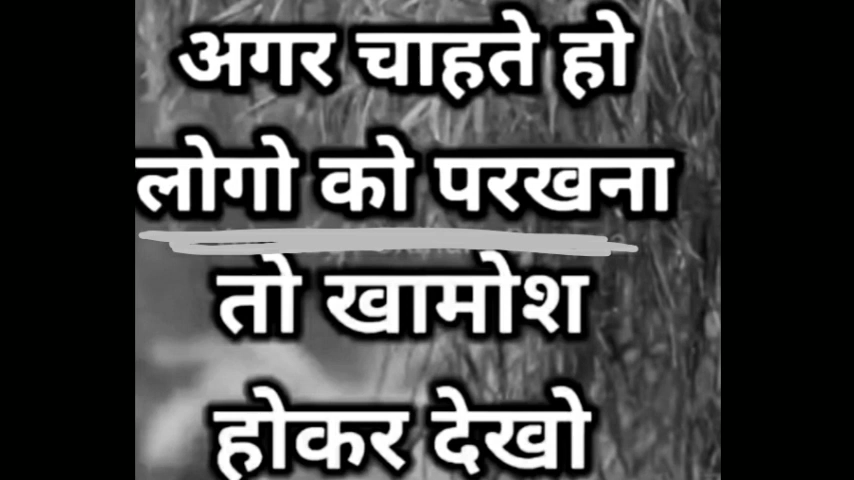 अगर चाहते हो
लोगो को परखना
तो खामोश
होकर देखो